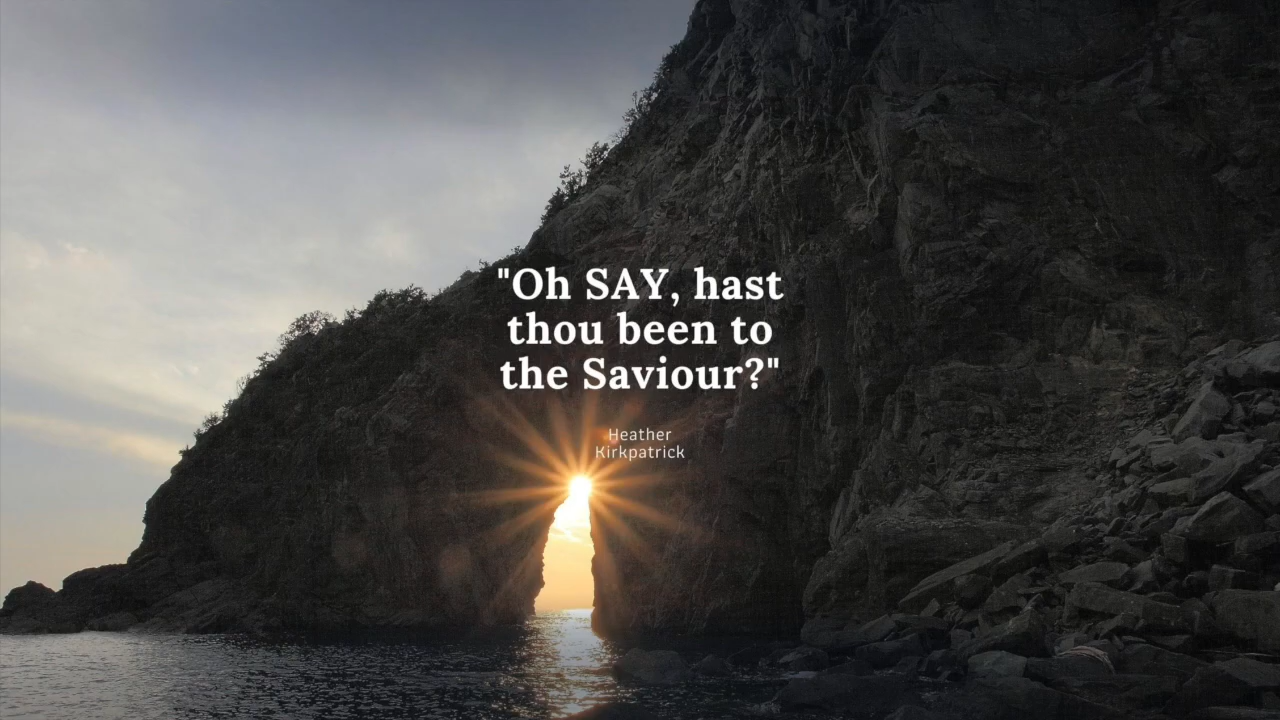 "Oh SAY, hast
thou been to
the Saviour?"
Heather
Kirkpatrick